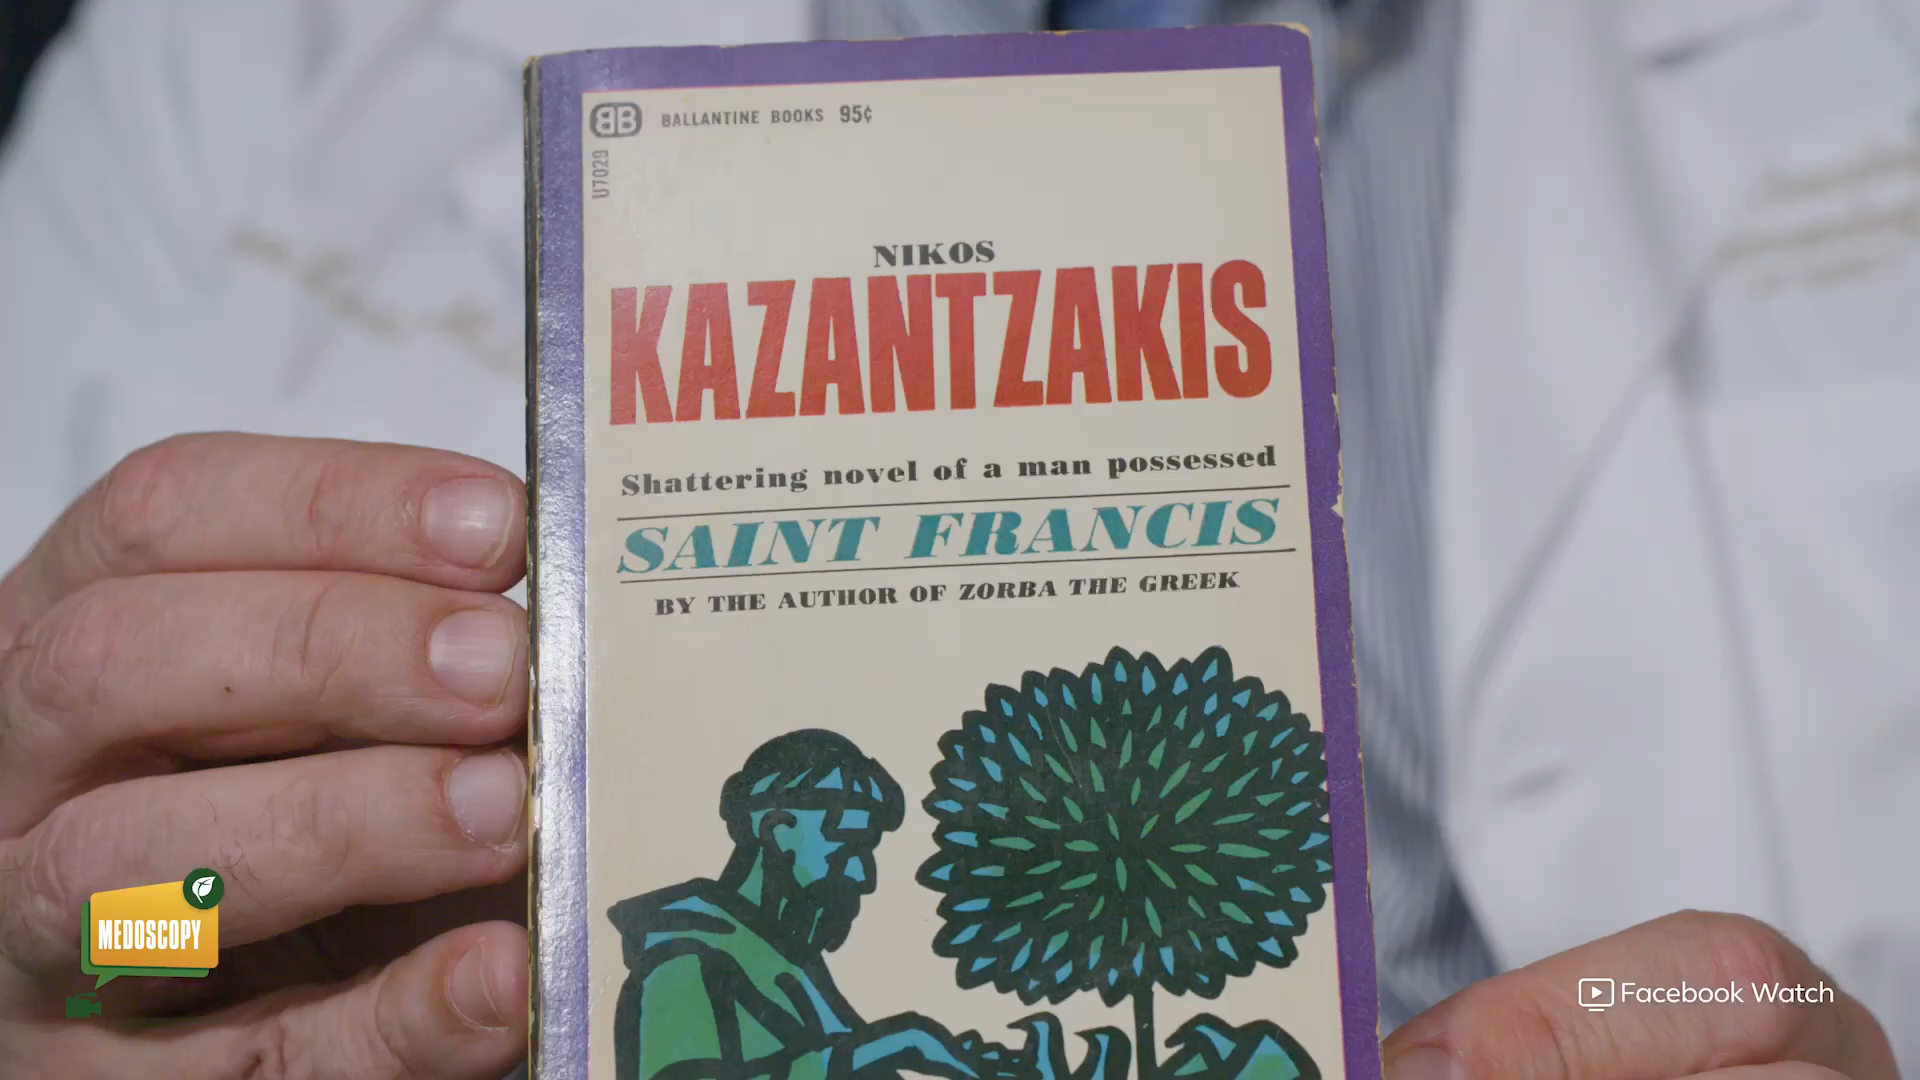 BB BALLANTINE BOOKS 95¢
U7029
NIKOS
KAZANTZAKIS
Shattering novel of a man possessed
SAINT FRANCIS
BY THE AUTHOR OF ZORBA THE GREEK
MEDOSCOPY
Facebook Watch